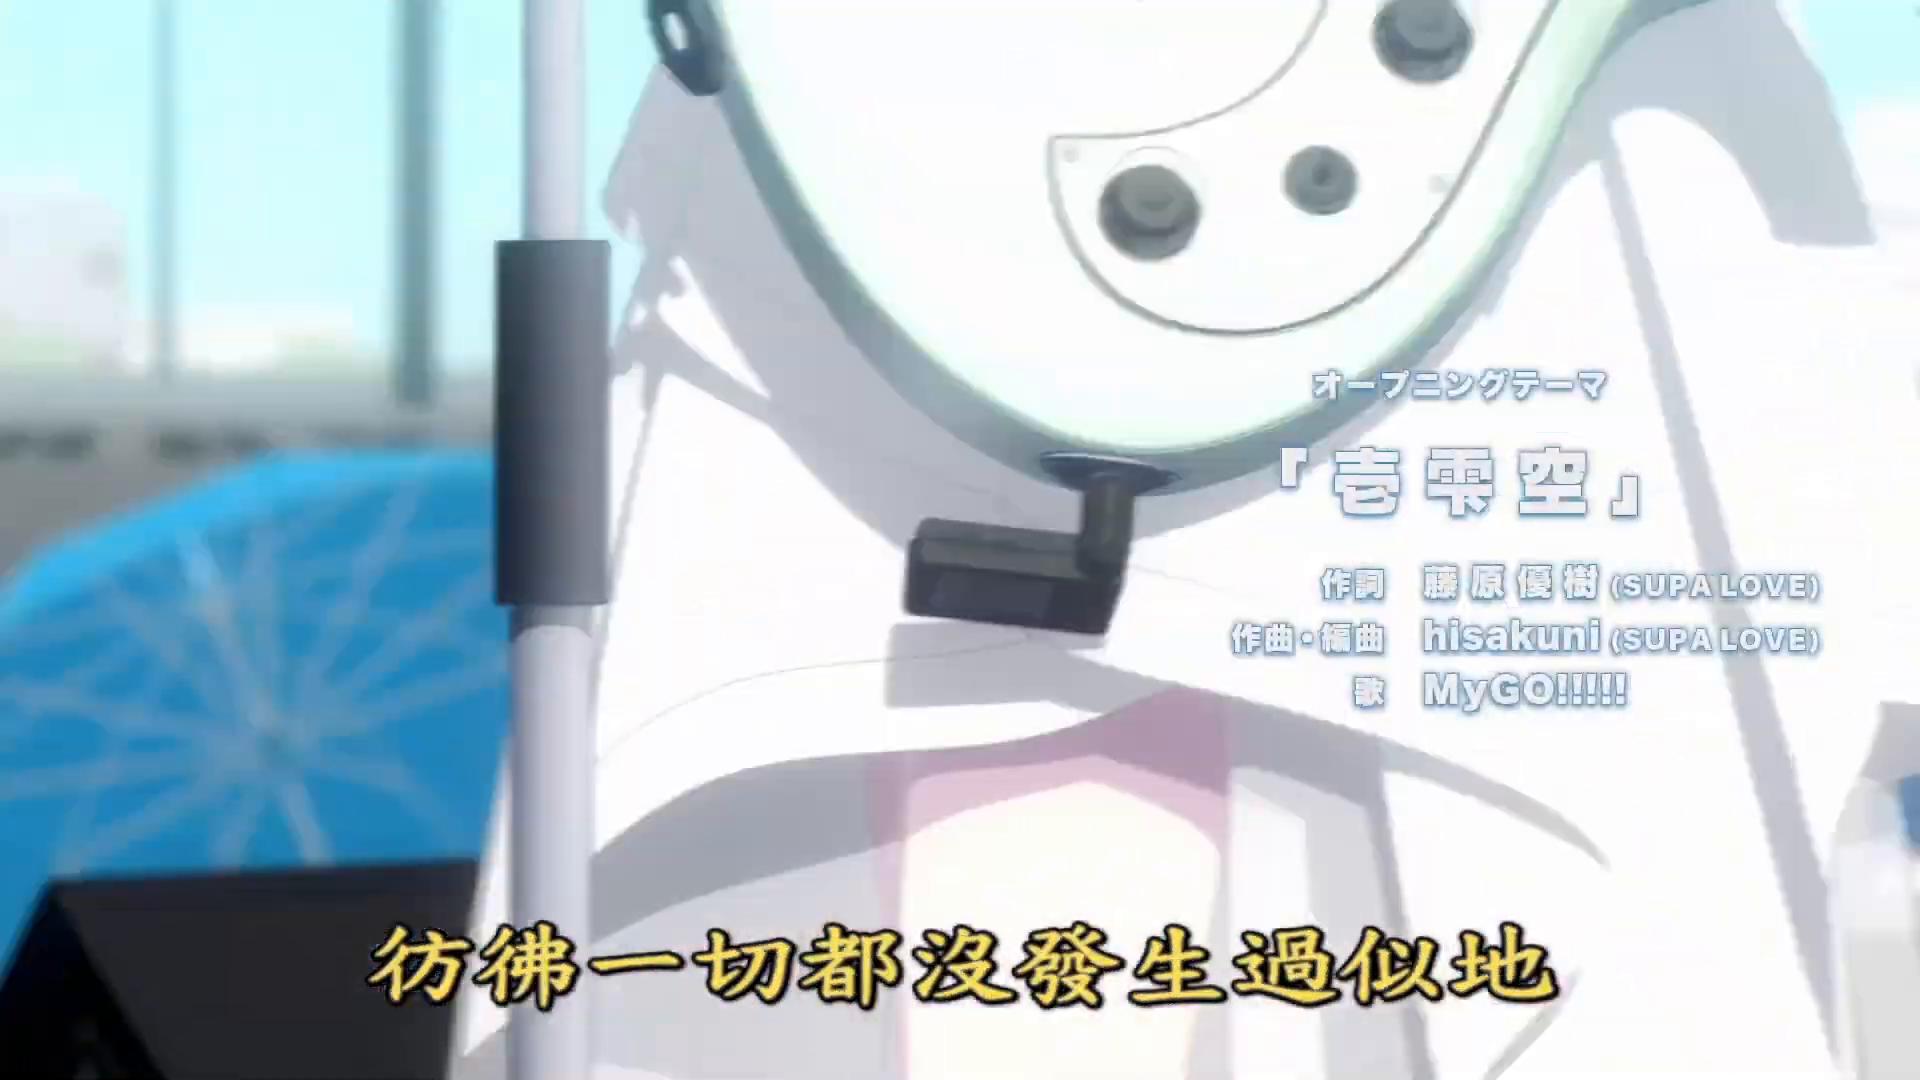 オープニングテーマ
「壱雫空」
作詞 藤原優樹(SUPA LOVE)
作曲・編曲 hisakuni(SUPA LOVE)
歌 MyGO!!!!!
彷彿一切都沒發生過似地